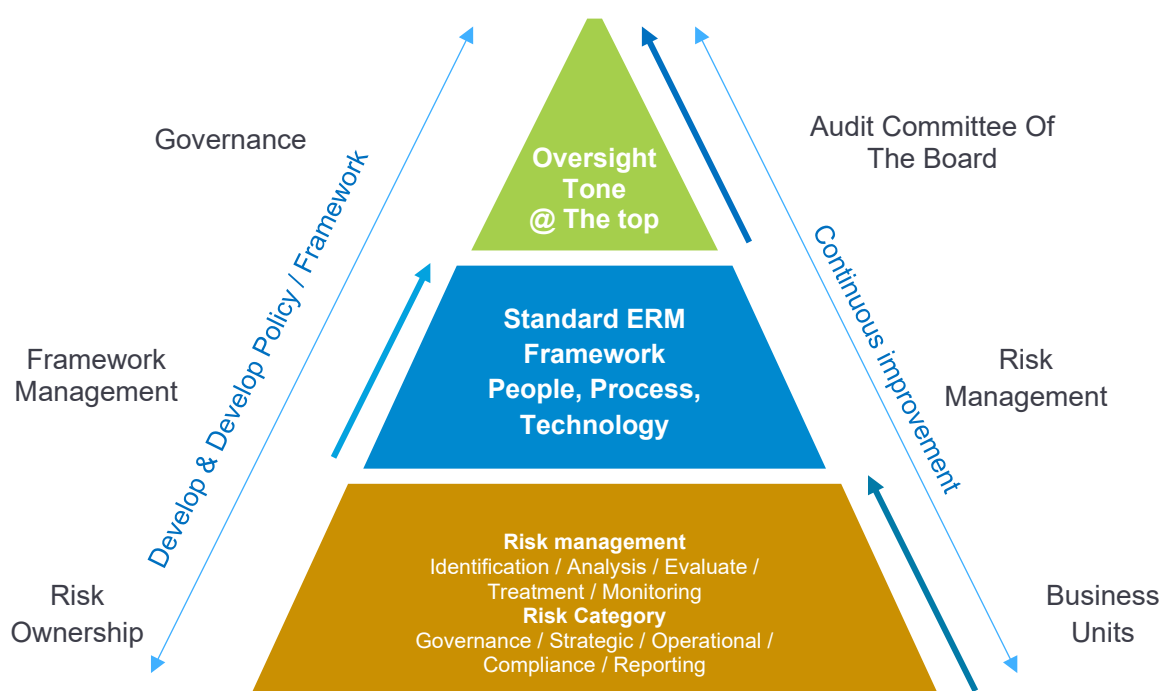 Governance
Audit Committee Of
The Board
Oversight
Tone
@ The top
Develop & Develop Policy / Framework
Continuous improvement
Framework
Management
Standard ERM
Framework
People, Process,
Technology
Risk
Management
Risk
Ownership
Risk management
Identification / Analysis / Evaluate /
Treatment / Monitoring
Risk Category
Governance / Strategic / Operational /
Compliance / Reporting
Business
Units